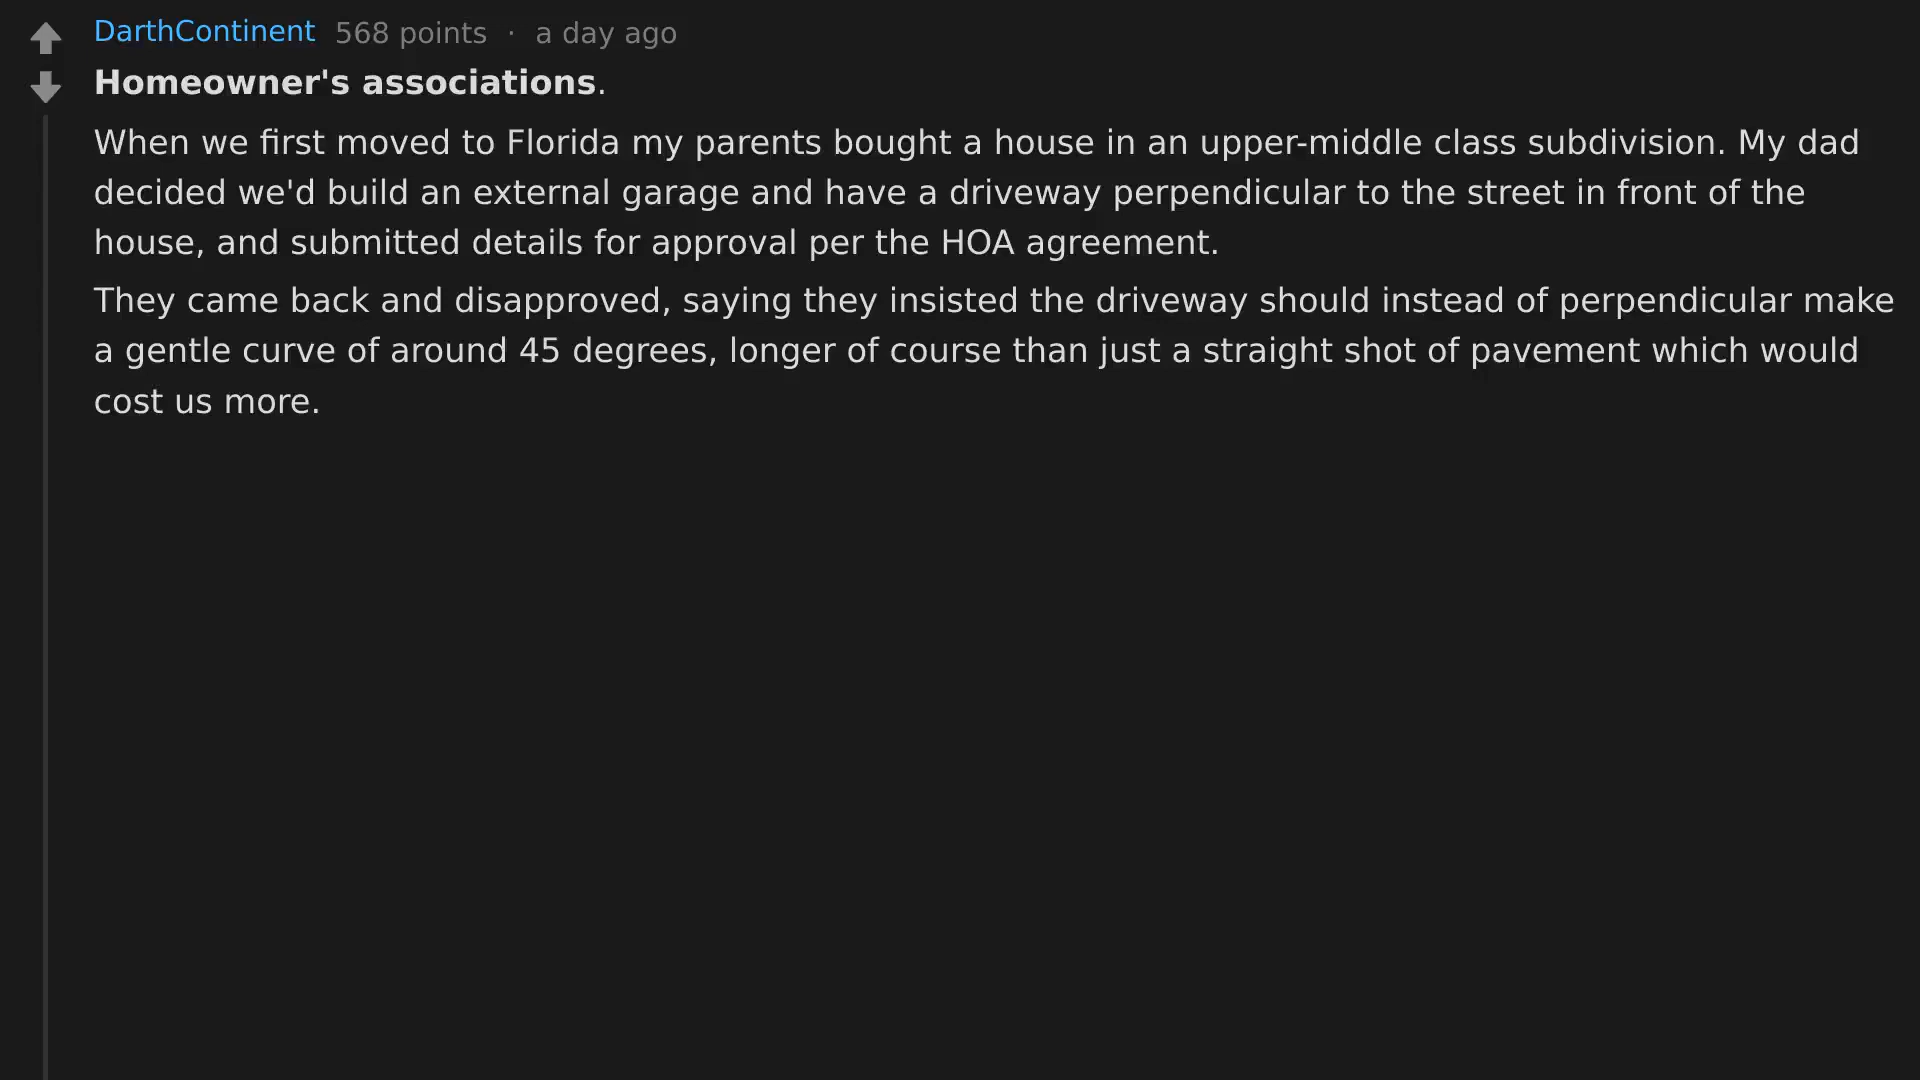 DarthContinent 568 points · a day ago
Homeowner's associations.
When we first moved to Florida my parents bought a house in an upper-middle class subdivision. My dad
decided we'd build an external garage and have a driveway perpendicular to the street in front of the
house, and submitted details for approval per the HOA agreement.
They came back and disapproved, saying they insisted the driveway should instead of perpendicular make
a gentle curve of around 45 degrees, longer of course than just a straight shot of pavement which would
cost us more.